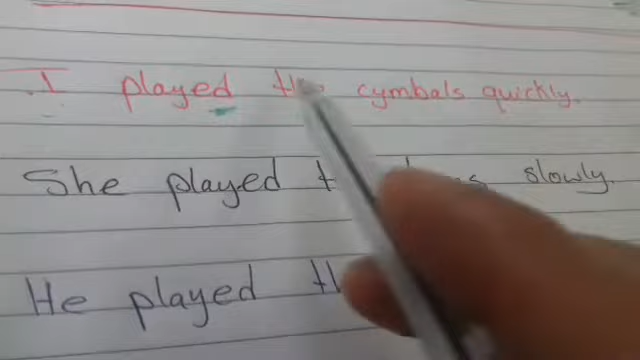 I played the cymbals quickly.
She played slowly.
He played